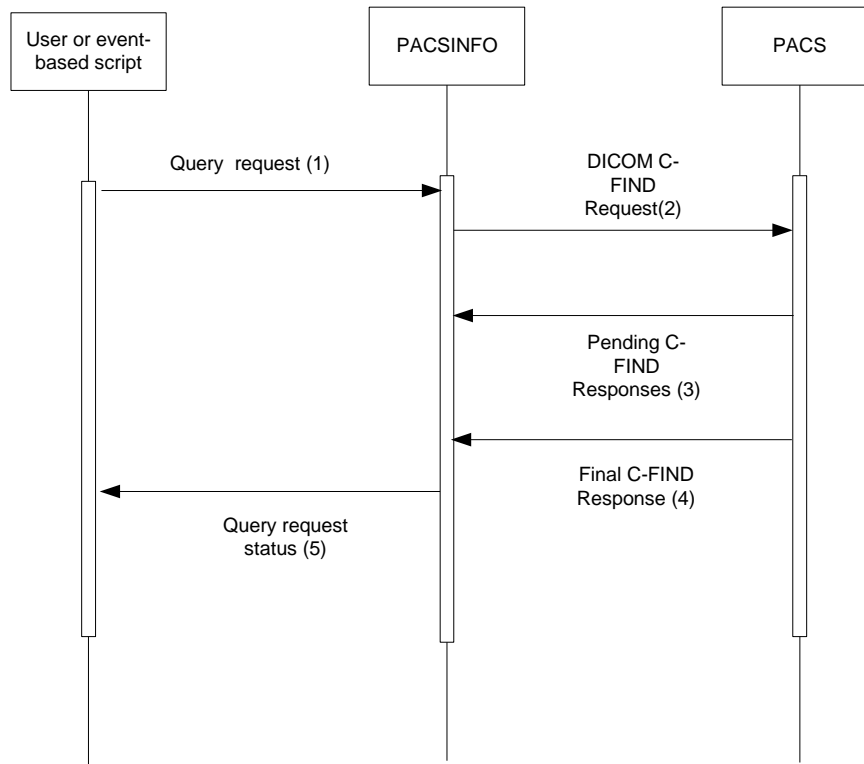 User or event-
based script
PACSINFO
PACS
Query request (1)
DICOM C-
FIND
Request(2)
Pending C-
FIND
Responses (3)
Final C-FIND
Response (4)
Query request
status (5)